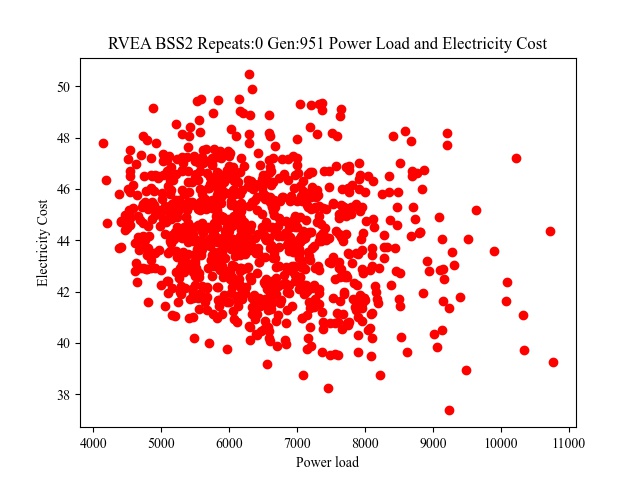 RVEA BSS2 Repeats:0 Gen:951 Power Load and Electricity Cost
50
48
46
44
42
40
38
Electricity Cost
4000 5000 6000 7000 8000 9000 10000 11000
Power load